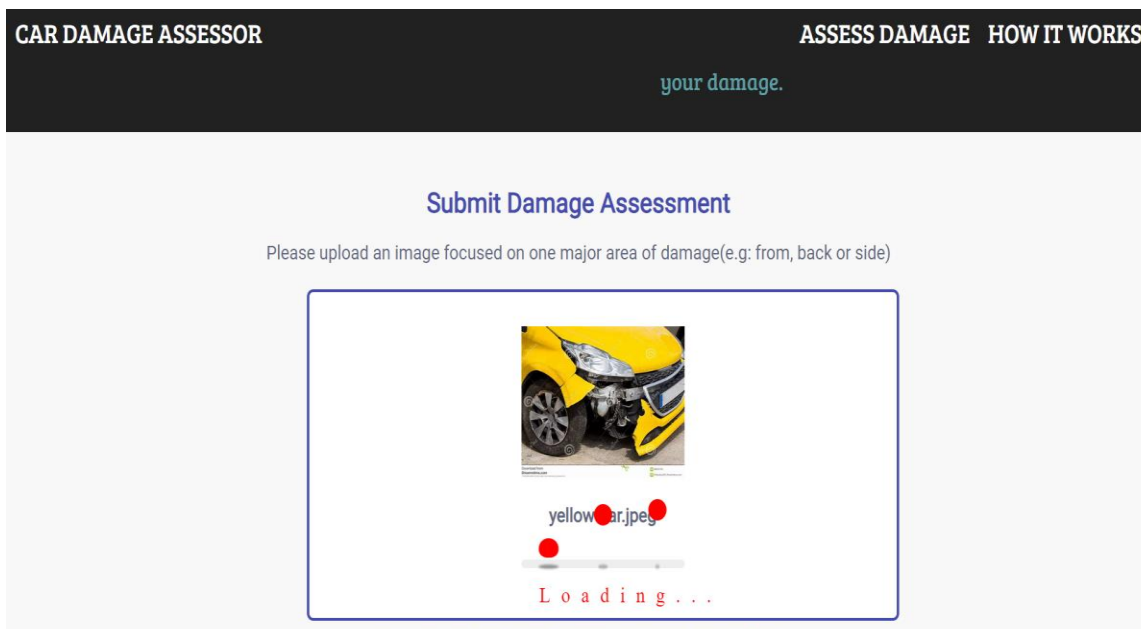 CAR DAMAGE ASSESSOR
ASSESS DAMAGE HOW IT WORKS
your damage.
Submit Damage Assessment
Please upload an image focused on one major area of damage(e.g: from, back or side)
Loading...